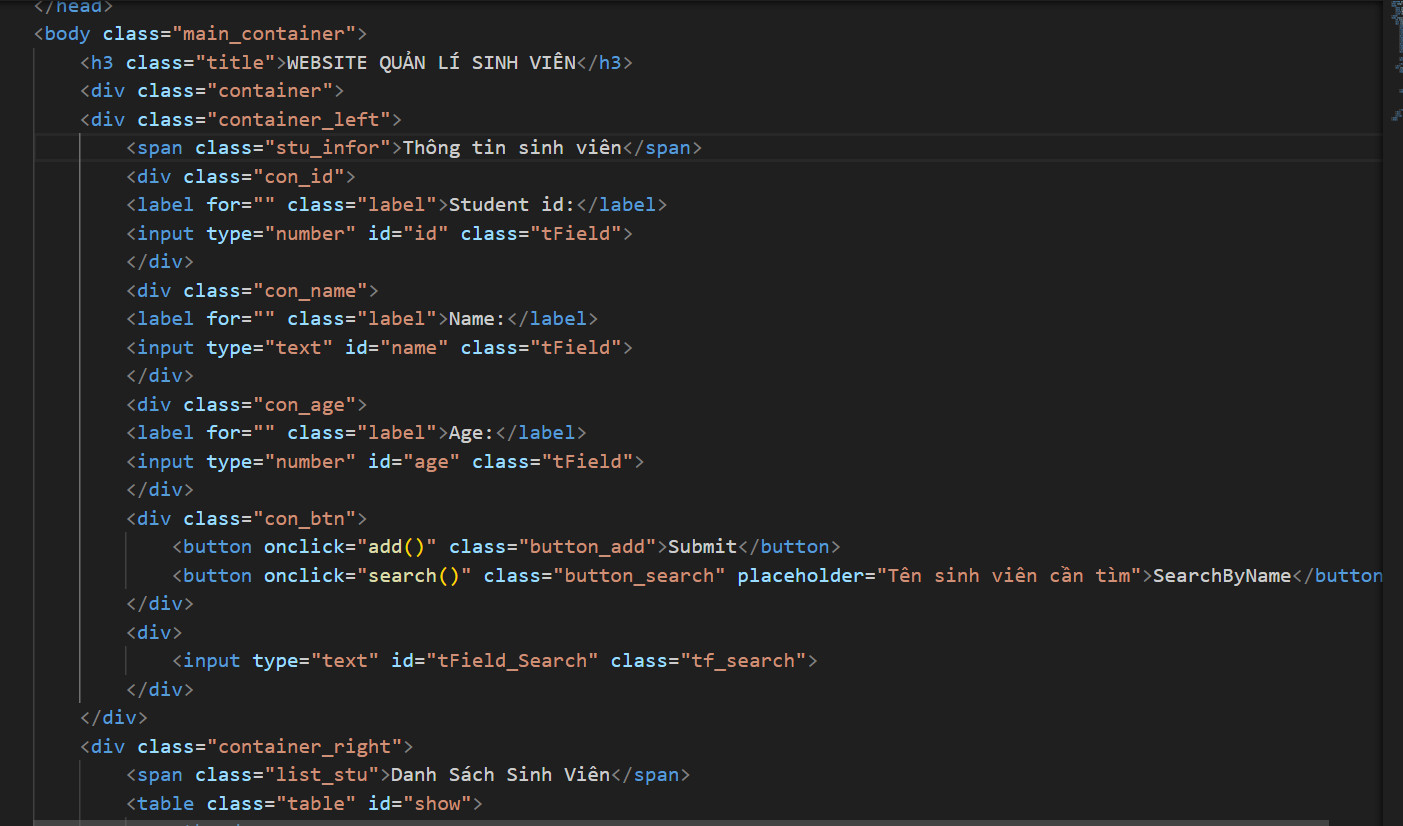 </head>
<body class="main_container">
<h3 class="title">WEBSITE QUẢN LÍ SINH VIÊN</h3>
<div class="container">
<div class="container_left">
<span class="stu_infor">Thông tin sinh viên</span>
<div class="con_id">
<label for="" class="label">Student id:</label>
<input type="number" id="id" class="tField">
</div>
<div class="con_name">
<label for="" class="label">Name:</label>
<input type="text" id="name" class="tField">
</div>
<div class="con_age">
<label for="" class="label">Age:</label>
<input type="number" id="age" class="tField">
</div>
<div class="con_btn">
<button onclick="add()" class="button_add">Submit</button>
<button onclick="search()" class="button_search" placeholder="Tên sinh viên cần tìm">SearchByName</button
</div>
<div>
<input type="text" id="tField_Search" class="tf_search">
</div>
</div>
<div class="container_right">
<span class="list_stu">Danh Sách Sinh Viên</span>
<table class="table" id="show">